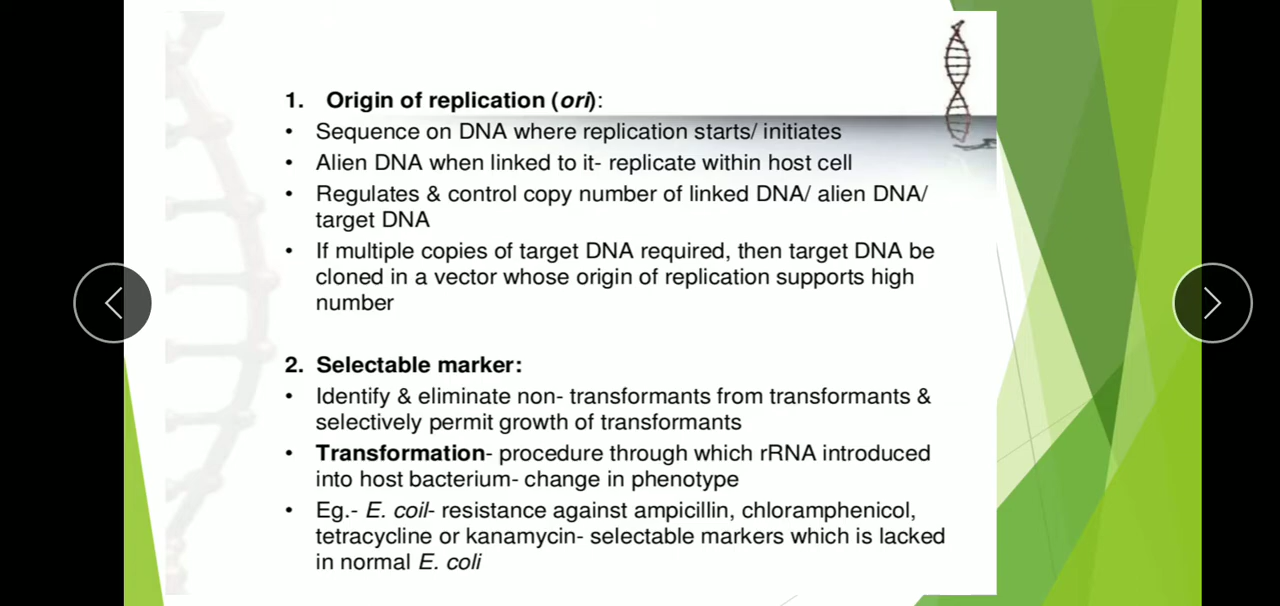 1. Origin of replication (ori):
• Sequence on DNA where replication starts/ initiates
• Alien DNA when linked to it- replicate within host cell
• Regulates & control copy number of linked DNA/ alien DNA/
target DNA
• If multiple copies of target DNA required, then target DNA be
cloned in a vector whose origin of replication supports high
number
2. Selectable marker:
• Identify & eliminate non- transformants from transformants &
selectively permit growth of transformants
• Transformation- procedure through which rRNA introduced
into host bacterium- change in phenotype
• Eg.- E. coil- resistance against ampicillin, chloramphenicol,
tetracycline or kanamycin- selectable markers which is lacked
in normal E. coli